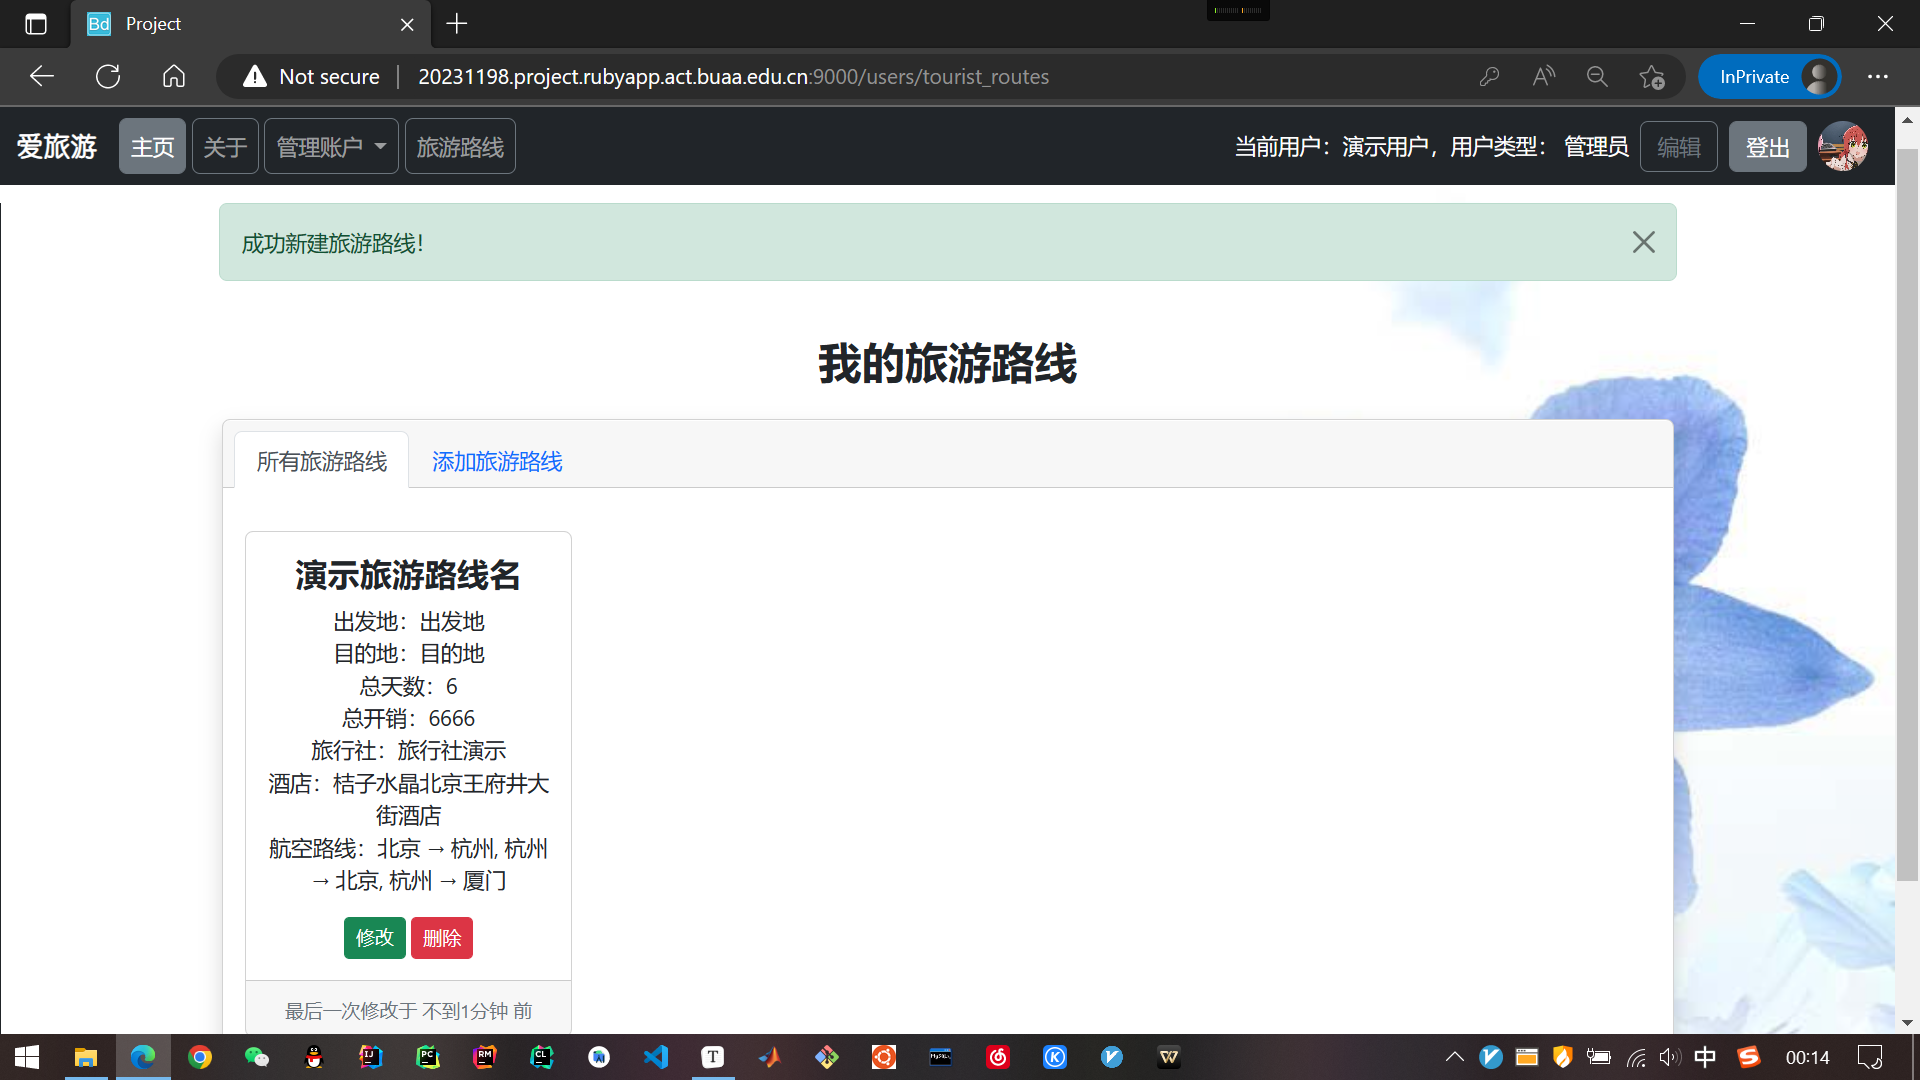 Project
Not secure
20231198.project.rubyapp.act.buaa.edu.cn:9000/users/tourist_routes
InPrivate
爱旅游 主页 关于 管理账户 旅游路线 当前用户：演示用户，用户类型： 管理员 编辑 登出
成功新建旅游路线！
我的旅游路线
所有旅游路线 添加旅游路线
演示旅游路线名
出发地：出发地
目的地：目的地
总天数：6
总开销：6666
旅行社：旅行社演示
酒店：桔子水晶北京王府井大
街酒店
航空路线：北京 → 杭州, 杭州
→ 北京, 杭州 → 厦门
修改 删除
最后一次修改于 不到1分钟 前
中 00:14